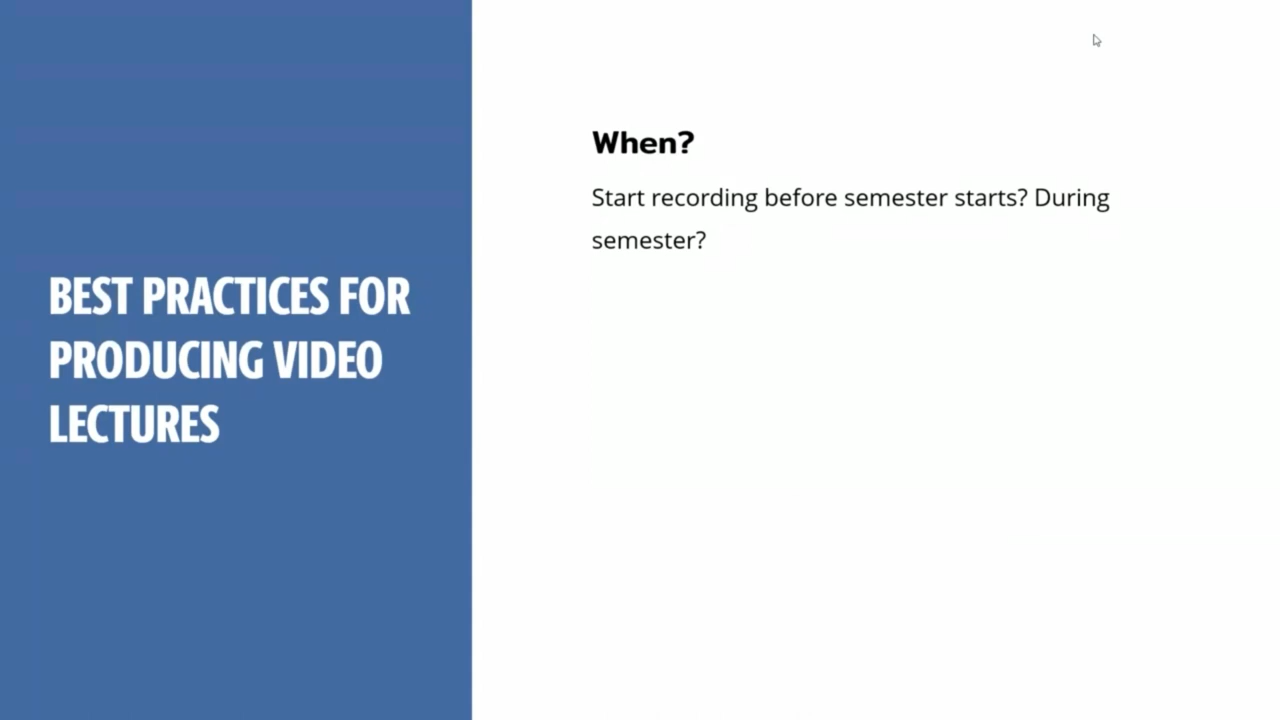 BEST PRACTICES FOR
PRODUCING VIDEO
LECTURES
When?
Start recording before semester starts? During
semester?